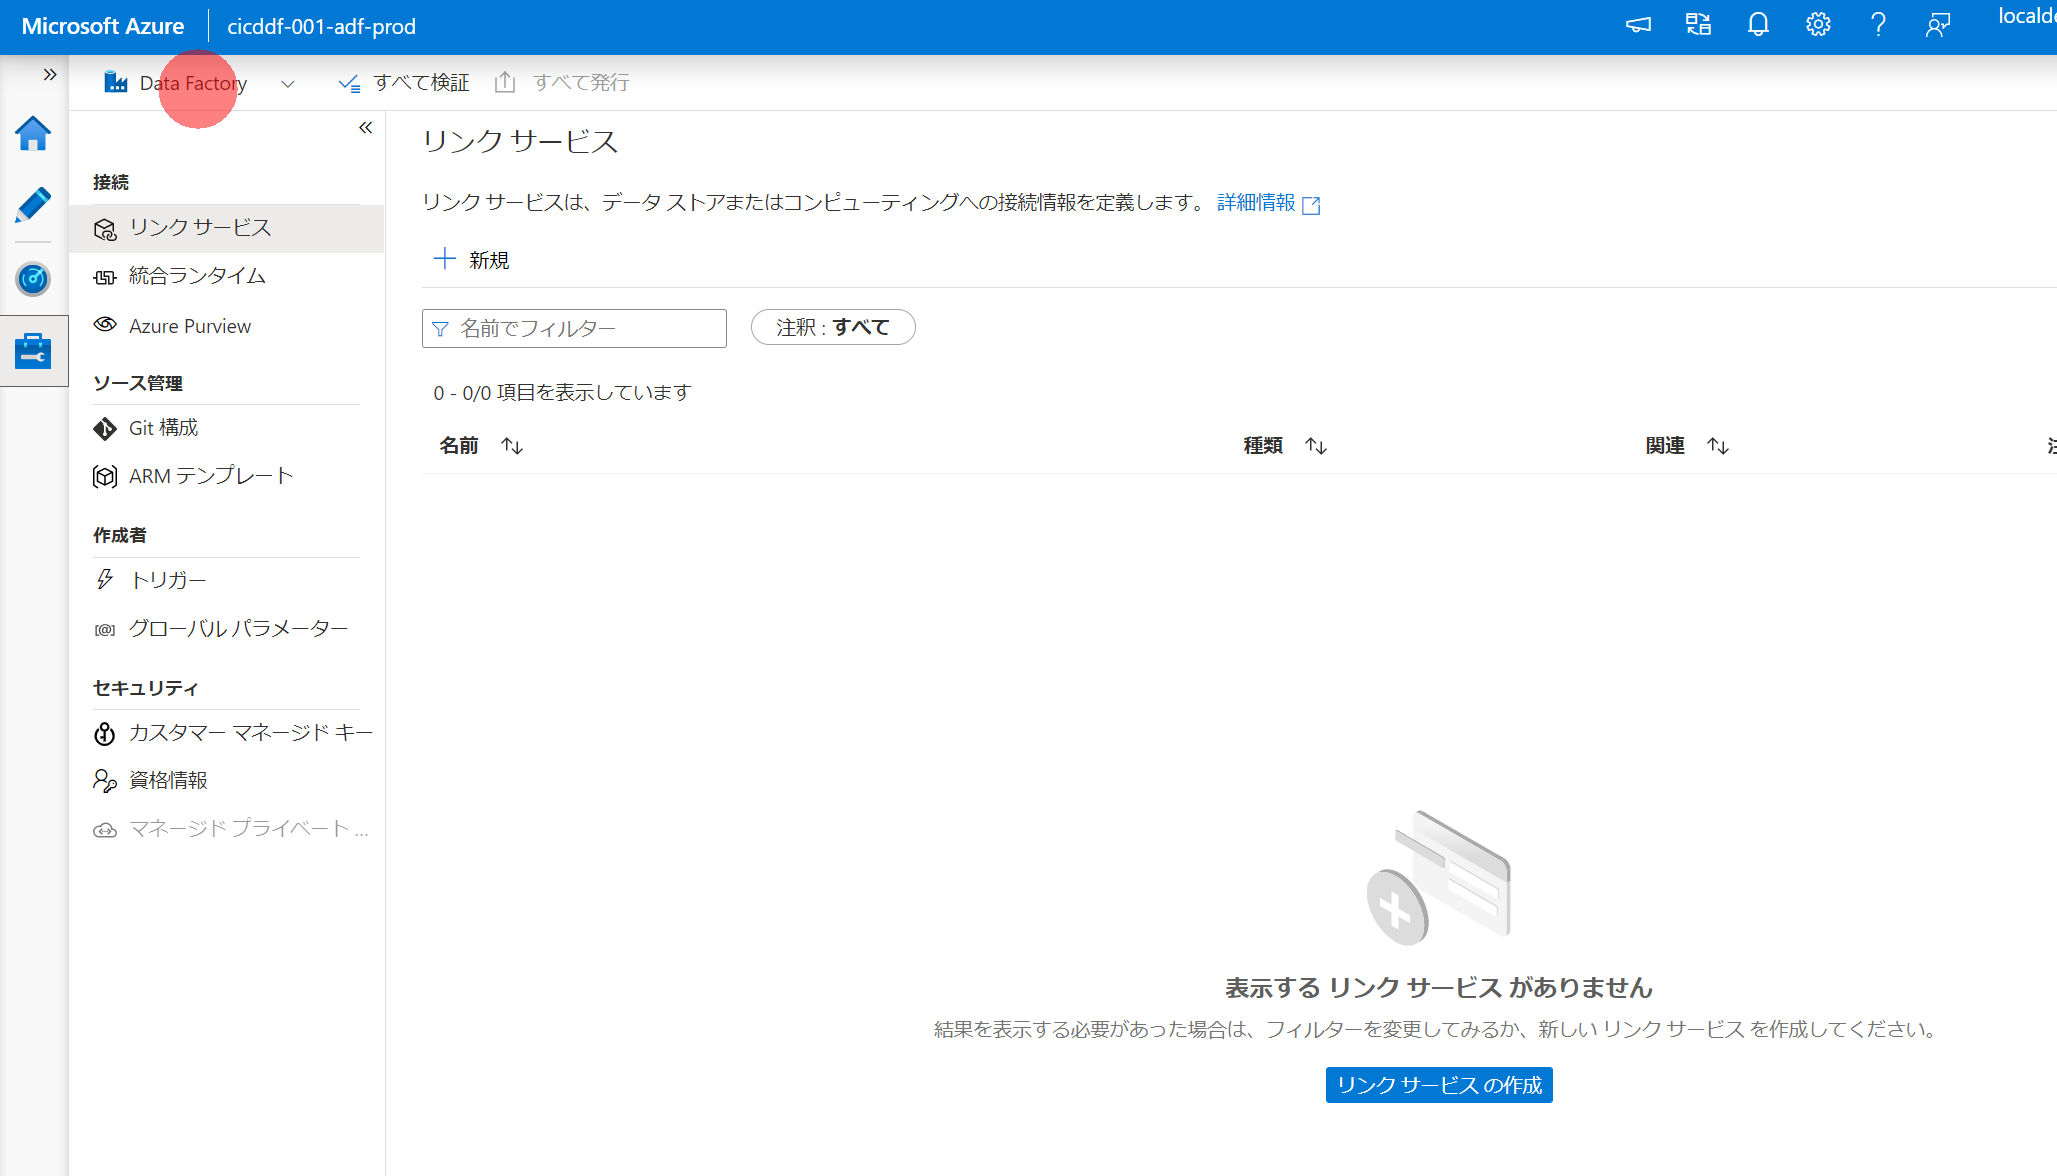 Microsoft Azure cicddf-001-adf-prod
Data Factory すべて検証 すべて発行
接続
リンク サービス
統合ランタイム
Azure Purview
ソース管理
Git 構成
ARM テンプレート
作成者
トリガー
グローバル パラメーター
セキュリティ
カスタマー マネージド キー
資格情報
マネージド プライベート ...
リンク サービス
リンク サービスは、データ ストアまたはコンピューティングへの接続情報を定義します。 詳細情報
新規
名前でフィルター 注釈 : すべて
0 - 0/0 項目を表示しています
名前 種類 関連
表示する リンク サービス がありません
結果を表示する必要があった場合は、フィルターを変更してみるか、新しい リンク サービス を作成してください。
リンク サービス の作成